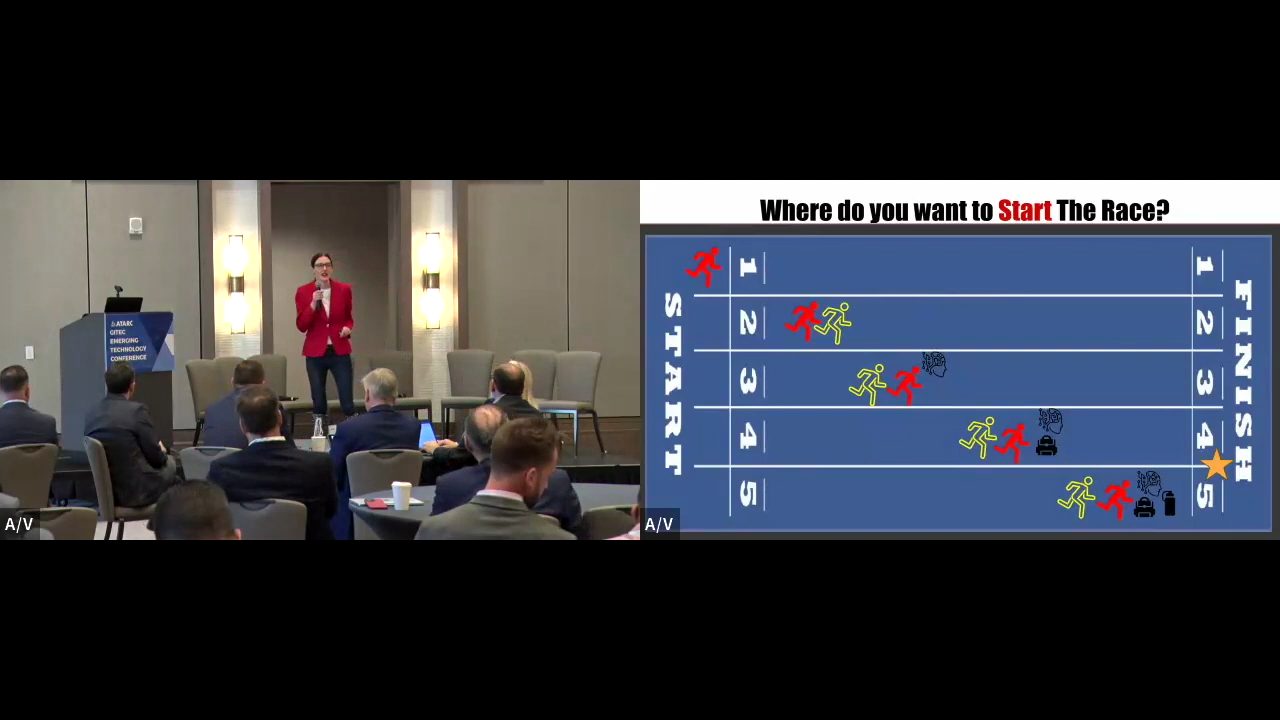 ATARC
GITEC
EMERGING
TECHNOLOGY
CONFERENCE
A/V
Where do you want to Start The Race?
START
1
2
3
4
5
1
2
3
4
5
FINISH
A/V